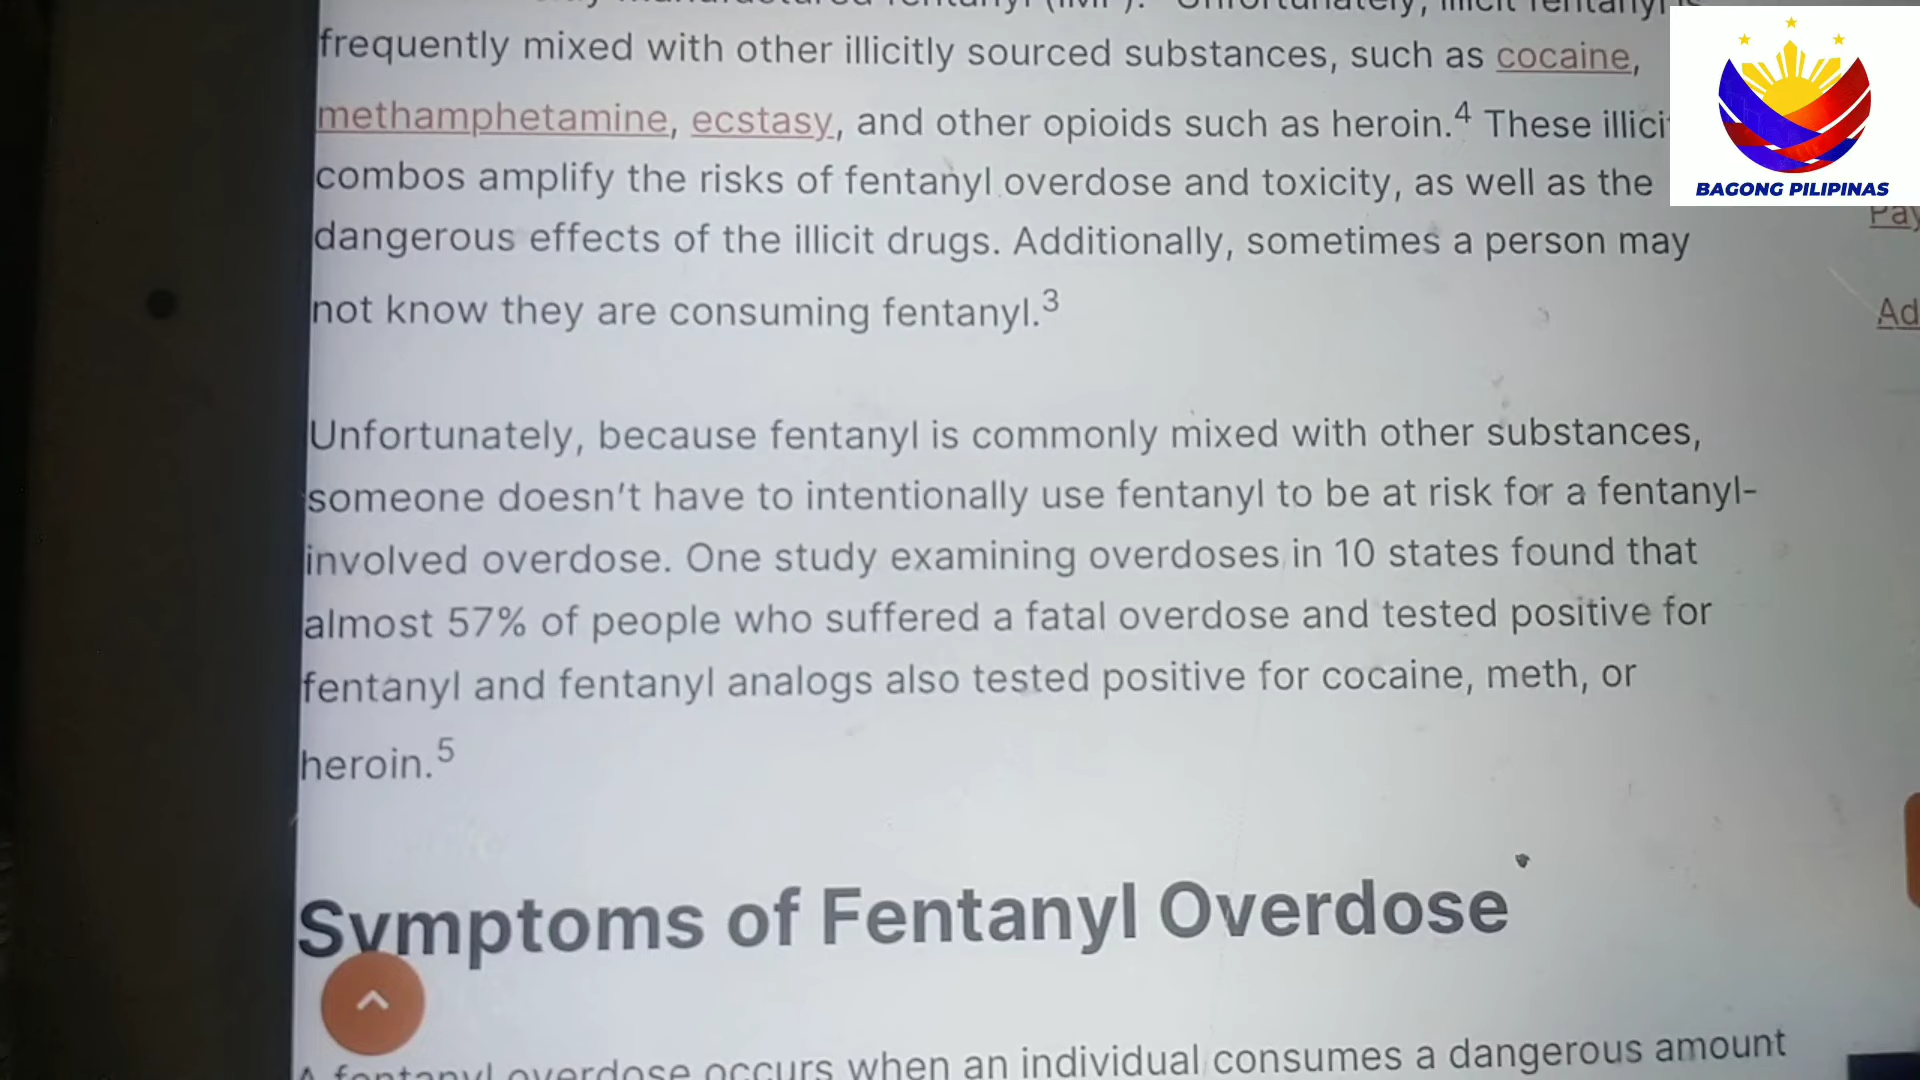 frequently mixed with other illicitly sourced substances, such as cocaine,
methamphetamine, ecstasy, and other opioids such as heroin.4 These illici
combos amplify the risks of fentanyl overdose and toxicity, as well as the
dangerous effects of the illicit drugs. Additionally, sometimes a person may
not know they are consuming fentanyl.3
Unfortunately, because fentanyl is commonly mixed with other substances,
someone doesn't have to intentionally use fentanyl to be at risk for a fentanyl-
involved overdose. One study examining overdoses in 10 states found that
almost 57% of people who suffered a fatal overdose and tested positive for
fentanyl and fentanyl analogs also tested positive for cocaine, meth, or
heroin.5
Symptoms of Fentanyl Overdose
fentanyl overdose occurs when an individual consumes a dangerous amount
BAGONG PILIPINAS
Pay
Ad